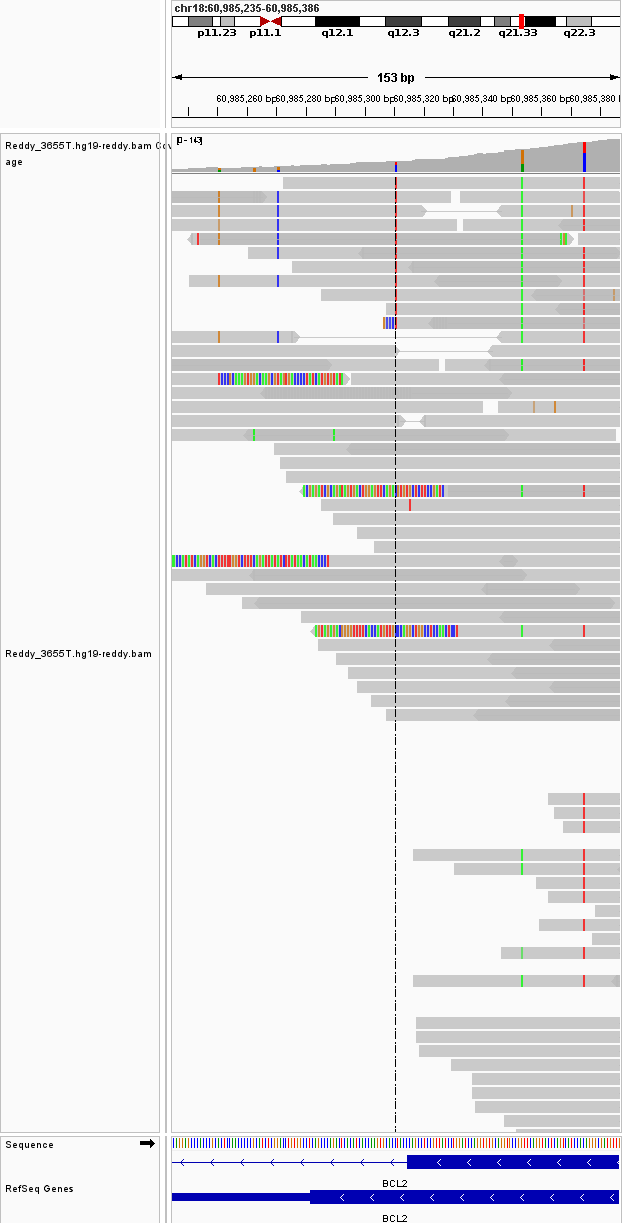 chr18:60,985,235-60,985,386
p11.23 p11.1 q12.1 q12.3 q21.2 q21.33 q22.3
153 bp
60,985,260 bp 60,985,280 bp 60,985,300 bp 60,985,320 bp 60,985,340 bp 60,985,360 bp 60,985,380 b
Reddy_3655T.hg19-reddy.bam Cov
age
[0 - 143]
Reddy_3655T.hg19-reddy.bam
Sequence
BCL2
RefSeq Genes
BCL2